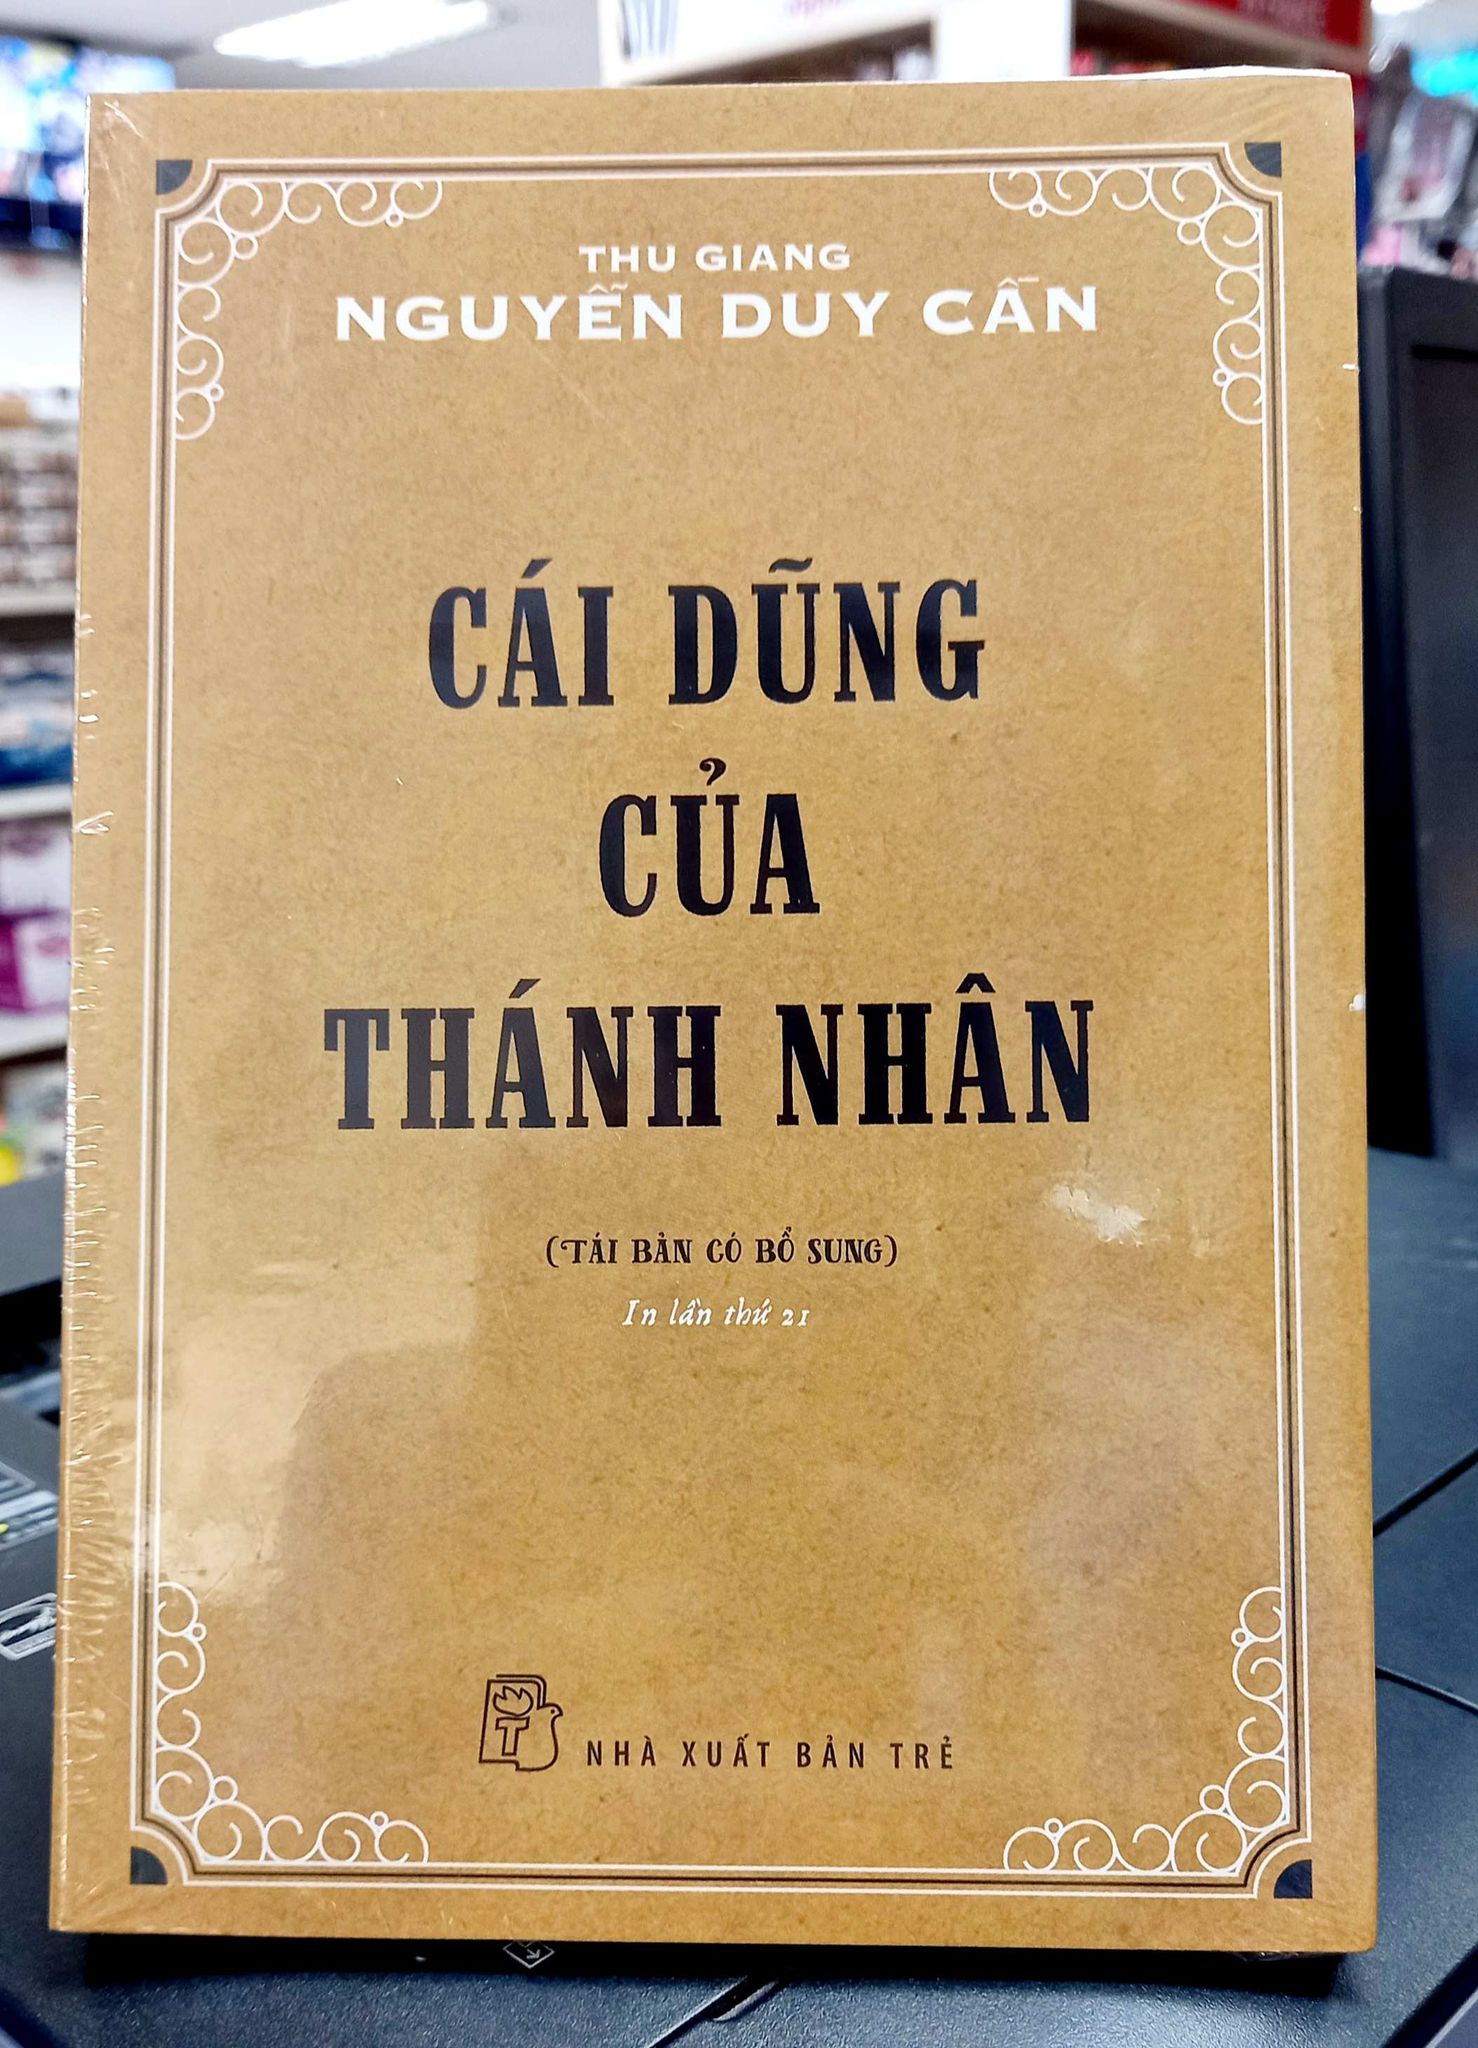 THU GIANG
NGUYỄN DUY CẦN
CÁI DŨNG
CỦA
THÁNH NHÂN
(TÁI BẢN CÓ BỔ SUNG)
In lần thứ 21
T
NHÀ XUẤT BẢN TRẺ